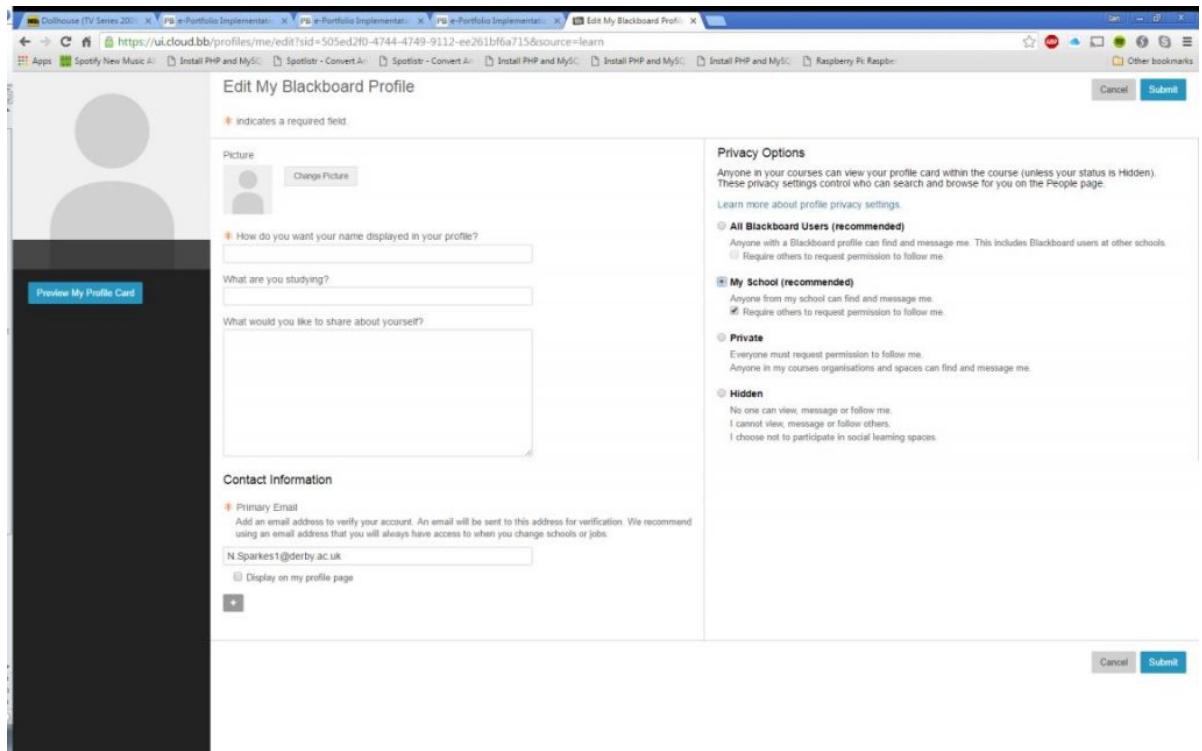 Dollhouse (TV Series 200
e-Portfolio Implementati
e-Portfolio Implementati
e-Portfolio Implementati
Edit My Blackboard Profi
Ian
https://ui.cloud.bb/profiles/me/edit?sid=505ed2f0-4744-4749-9112-ee261bf6a715&source=learn
Apps Spotify New Music Install PHP and MySQ Spotlistr - Convert Spotlistr - Convert Install PHP and MySQ Install PHP and MySQ Install PHP and MySQ Raspberry Pi: Raspber Other bookmarks
Edit My Blackboard Profile
Cancel Submit
* indicates a required field.
Picture
Change Picture
* How do you want your name displayed in your profile?
What are you studying?
Preview My Profile Card
What would you like to share about yourself?
Contact Information
* Primary Email
Add an email address to verify your account. An email will be sent to this address for verification. We recommend
using an email address that you will always have access to when you change schools or jobs.
N.Sparkes1@derby.ac.uk
Display on my profile page
+
Privacy Options
Anyone in your courses can view your profile card within the course (unless your status is Hidden).
These privacy settings control who can search and browse for you on the People page.
Learn more about profile privacy settings.
All Blackboard Users (recommended)
Anyone with a Blackboard profile can find and message me. This includes Blackboard users at other schools.
Require others to request permission to follow me.
My School (recommended)
Anyone from my school can find and message me.
Require others to request permission to follow me.
Private
Everyone must request permission to follow me.
Anyone in my courses organisations and spaces can find and message me.
Hidden
No one can view, message or follow me.
I cannot view, message or follow others.
I choose not to participate in social learning spaces.
Cancel Submit